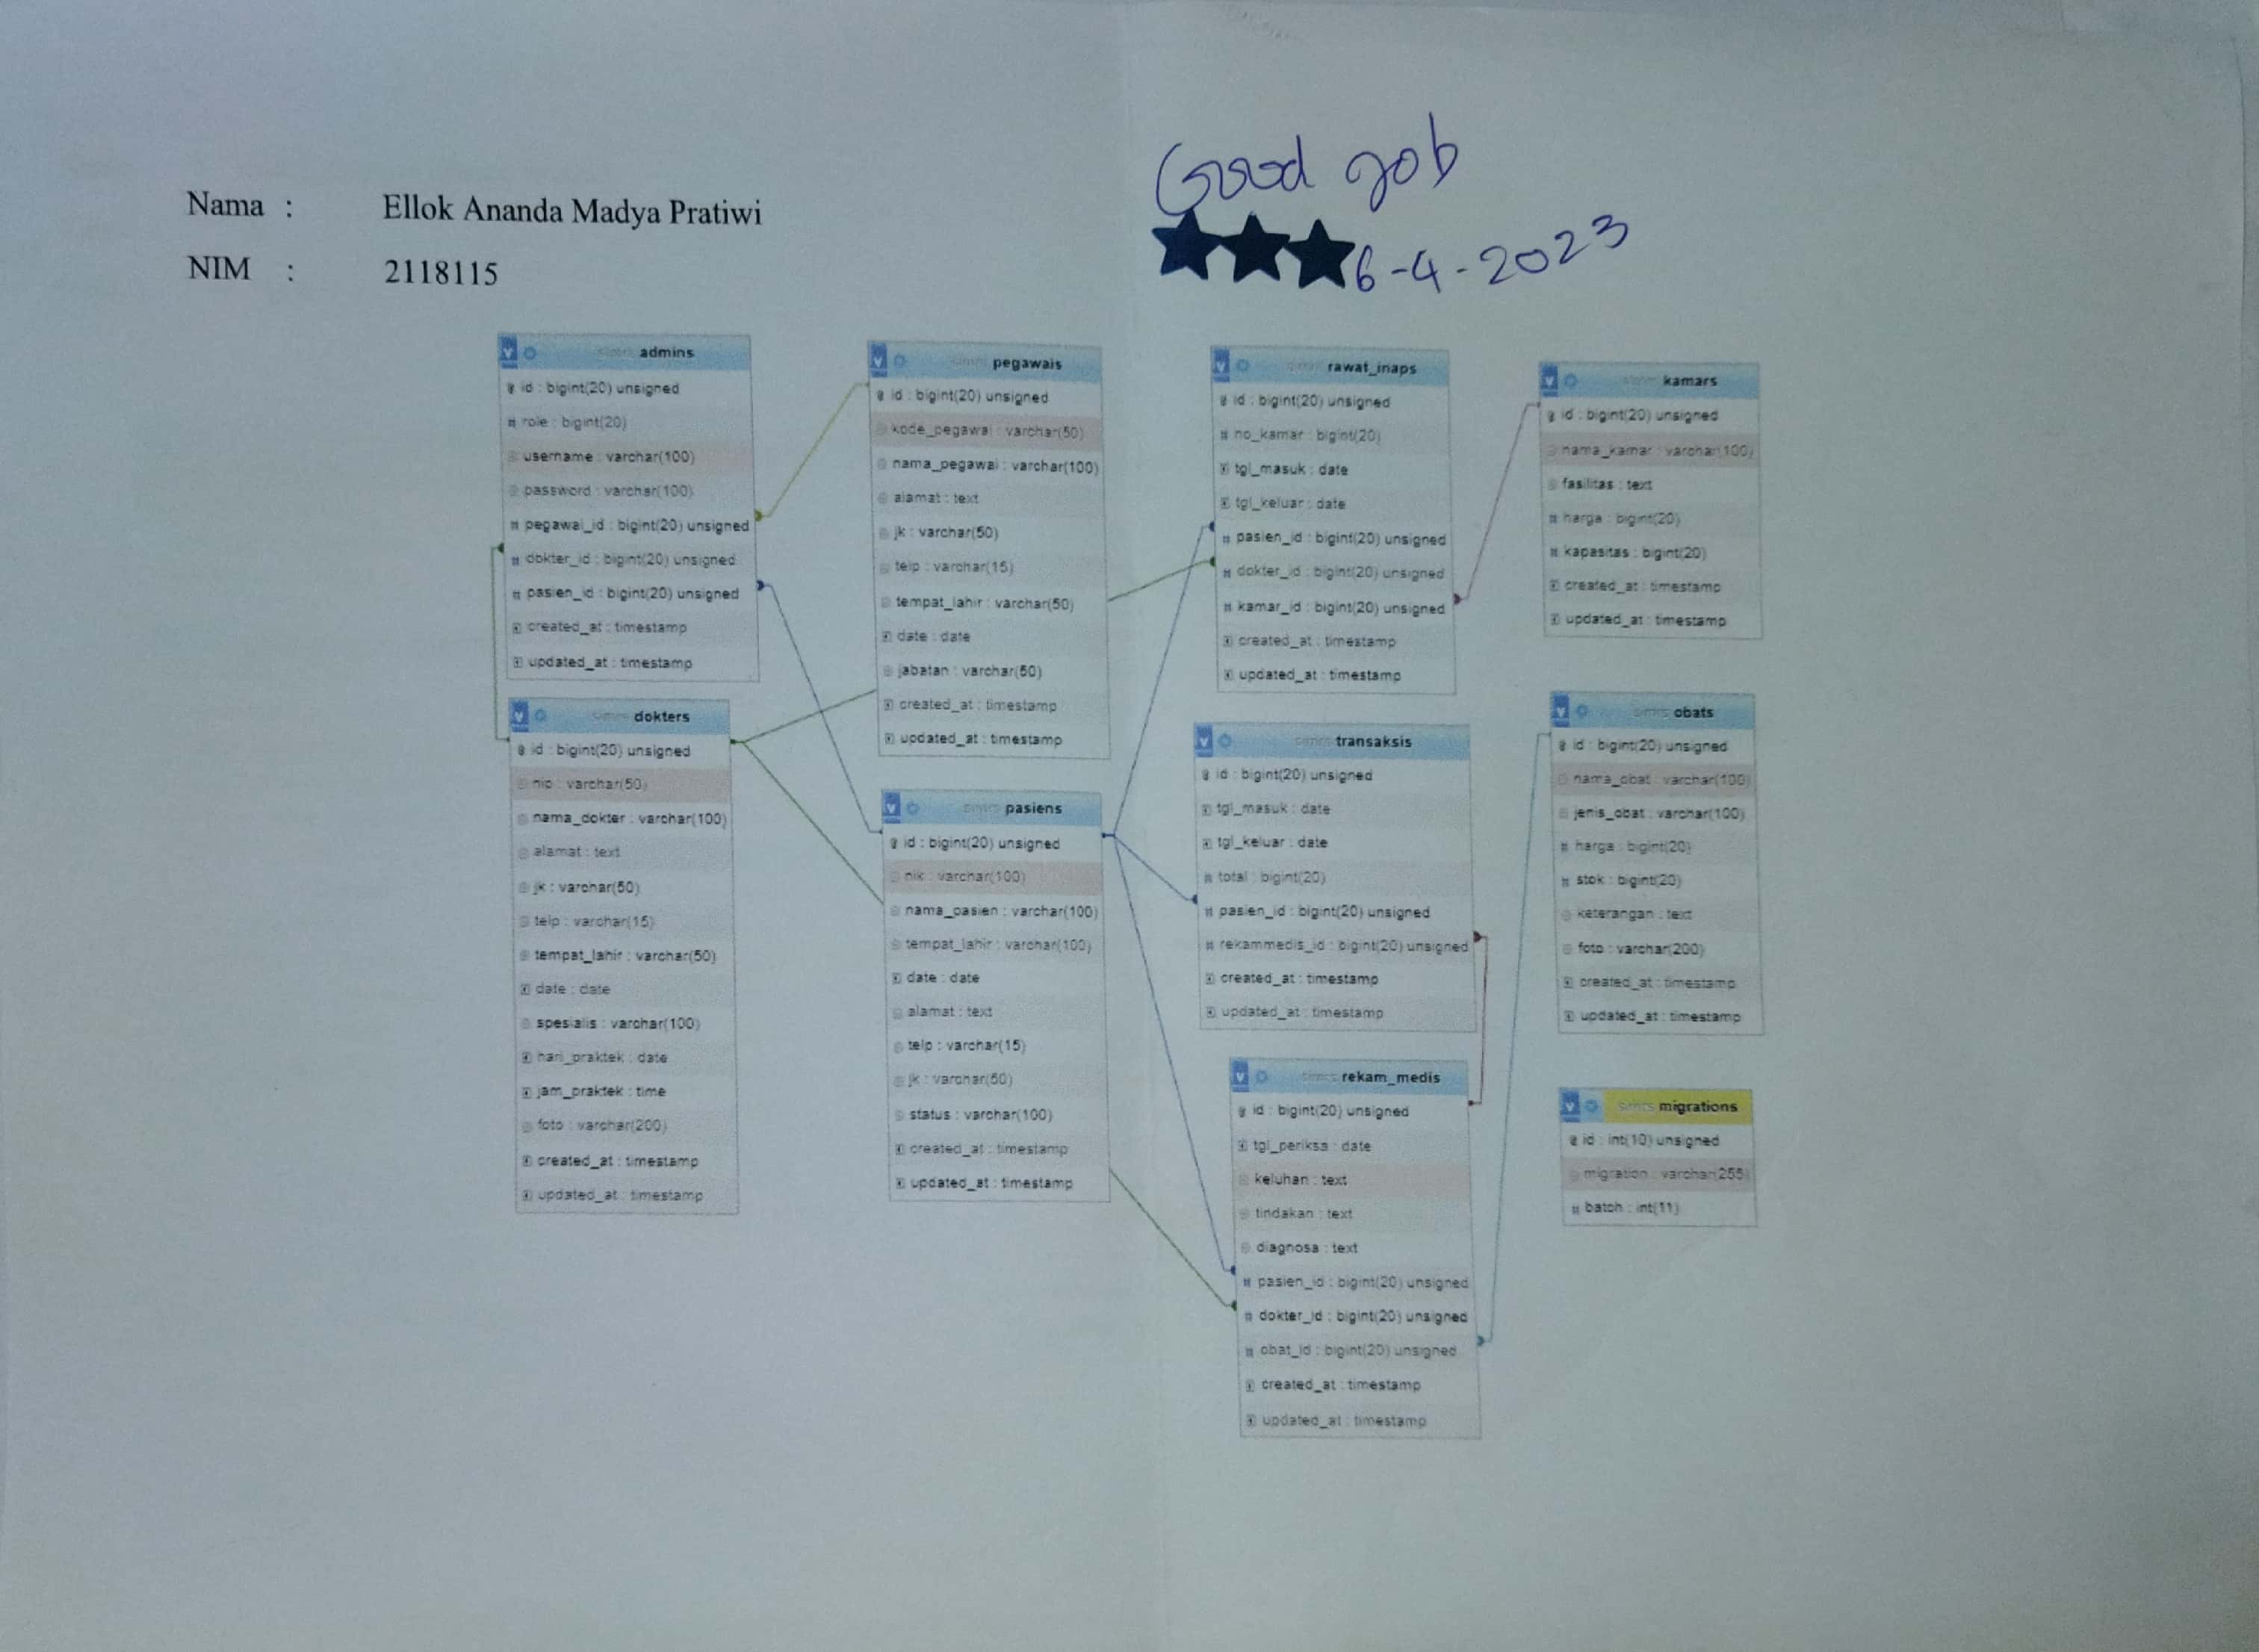 Good job
6-4-2023
Nama : Ellok Ananda Madya Pratiwi
NIM : 2118115
admins
id : bigint(20) unsigned
role : bigint(20)
username : varchar(100)
password : varchar(100)
pegawai_id : bigint(20) unsigned
dokter_id : bigint(20) unsigned
pasien_id : bigint(20) unsigned
created_at : timestamp
updated_at : timestamp
dokters
id : bigint(20) unsigned
nip : varchar(50)
nama_dokter : varchar(100)
alamat : text
jk : varchar(50)
telp : varchar(15)
tempat_lahir : varchar(50)
date : date
spesialis : varchar(100)
hari_praktek : date
jam_praktek : time
foto : varchar(200)
created_at : timestamp
updated_at : timestamp
pegawais
id : bigint(20) unsigned
kode_pegawai : varchar(50)
nama_pegawai : varchar(100)
alamat : text
jk : varchar(50)
telp : varchar(15)
tempat_lahir : varchar(50)
date : date
jabatan : varchar(50)
created_at : timestamp
updated_at : timestamp
pasiens
id : bigint(20) unsigned
nik : varchar(100)
nama_pasien : varchar(100)
tempat_lahir : varchar(100)
date : date
alamat : text
telp : varchar(15)
jk : varchar(50)
status : varchar(100)
created_at : timestamp
updated_at : timestamp
rawat_inaps
id : bigint(20) unsigned
no_kamar : bigint(20)
tgl_masuk : date
tgl_keluar : date
pasien_id : bigint(20) unsigned
dokter_id : bigint(20) unsigned
kamar_id : bigint(20) unsigned
created_at : timestamp
updated_at : timestamp
transaksis
id : bigint(20) unsigned
tgl_masuk : date
tgl_keluar : date
total : bigint(20)
pasien_id : bigint(20) unsigned
rekammedis_id : bigint(20) unsigned
created_at : timestamp
updated_at : timestamp
rekam_medis
id : bigint(20) unsigned
tgl_periksa : date
keluhan : text
tindakan : text
diagnosa : text
pasien_id : bigint(20) unsigned
dokter_id : bigint(20) unsigned
obat_id : bigint(20) unsigned
created_at : timestamp
updated_at : timestamp
kamars
id : bigint(20) unsigned
nama_kamar : varchar(100)
fasilitas : text
harga : bigint(20)
kapasitas : bigint(20)
created_at : timestamp
updated_at : timestamp
obats
id : bigint(20) unsigned
nama_obat : varchar(100)
jenis_obat : varchar(100)
harga : bigint(20)
stok : bigint(20)
keterangan : text
foto : varchar(200)
created_at : timestamp
updated_at : timestamp
migrations
id : int(10) unsigned
migration : varchar(255)
batch : int(11)